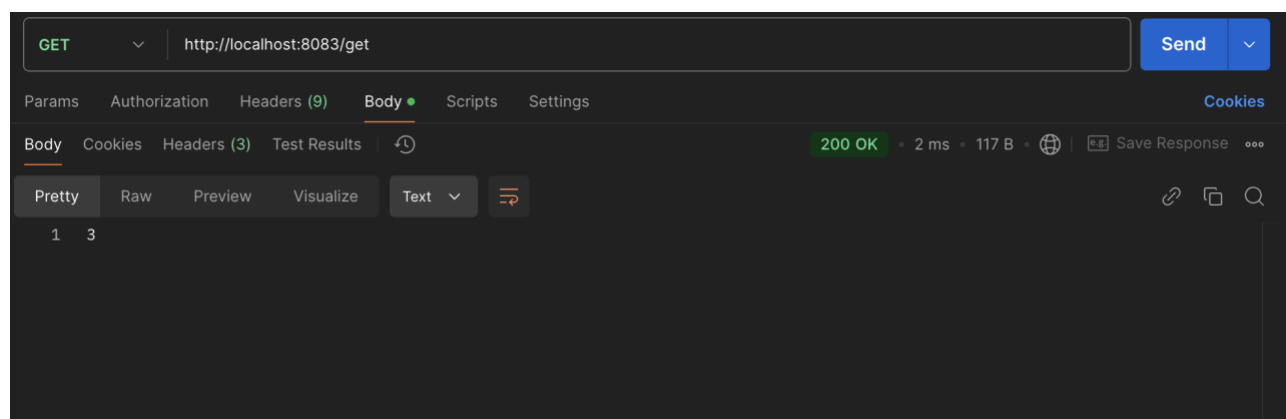 GET http://localhost:8083/get Send
Params Authorization Headers (9) Body Scripts Settings Cookies
Body Cookies Headers (3) Test Results 200 OK 2 ms 117 B e.g. Save Response
Pretty Raw Preview Visualize Text
1 3